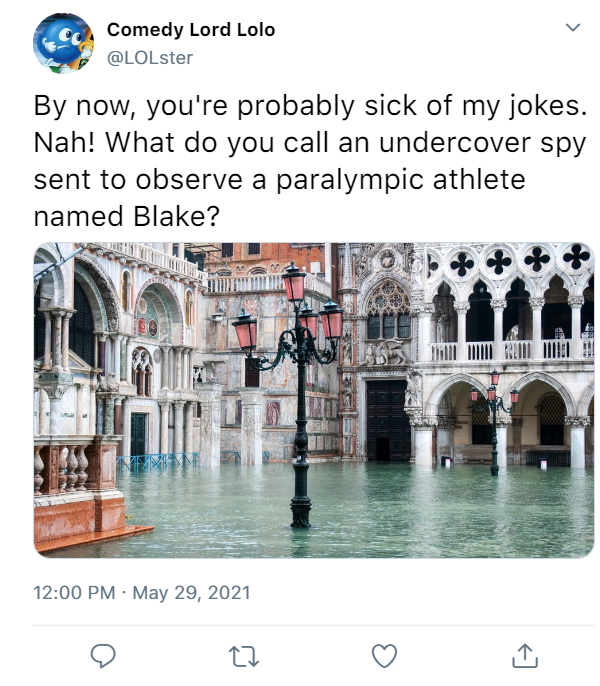 Comedy Lord Lolo
@LOLster
By now, you're probably sick of my jokes.
Nah! What do you call an undercover spy
sent to observe a paralympic athlete
named Blake?
12:00 PM · May 29, 2021